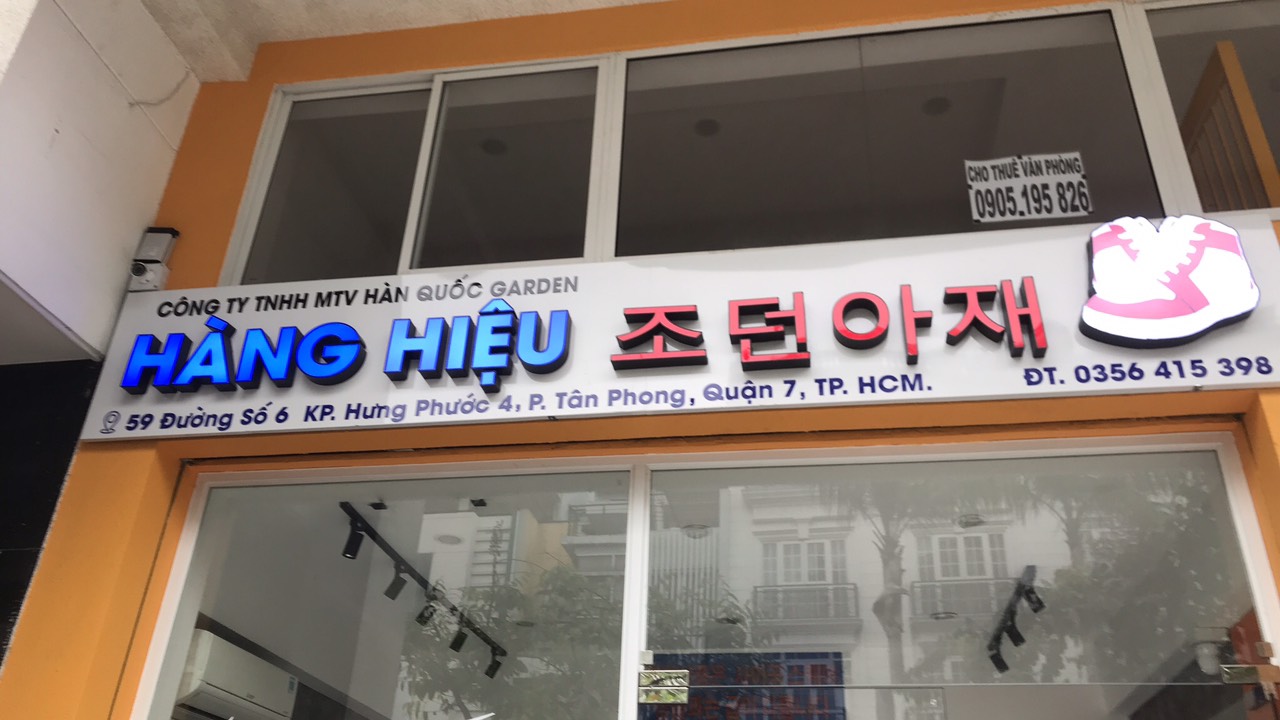 CHO THUÊ VĂN PHÒNG
0905.195 826
CÔNG TY TNHH MTV HÀN QUỐC GARDEN
HÀNG HIỆU 조던아재
59 Đường Số 6 KP. Hưng Phước 4, P. Tân Phong, Quận 7, TP. HCM.
ĐT. 0356 415 398